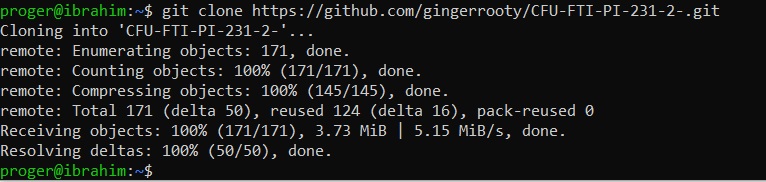 proger@ibrahim:~$ git clone https://github.com/gingerrooty/CFU-FTI-PI-231-2-.git
Cloning into 'CFU-FTI-PI-231-2-'...
remote: Enumerating objects: 171, done.
remote: Counting objects: 100% (171/171), done.
remote: Compressing objects: 100% (145/145), done.
remote: Total 171 (delta 50), reused 124 (delta 16), pack-reused 0
Receiving objects: 100% (171/171), 3.73 MiB | 5.15 MiB/s, done.
Resolving deltas: 100% (50/50), done.
proger@ibrahim:~$